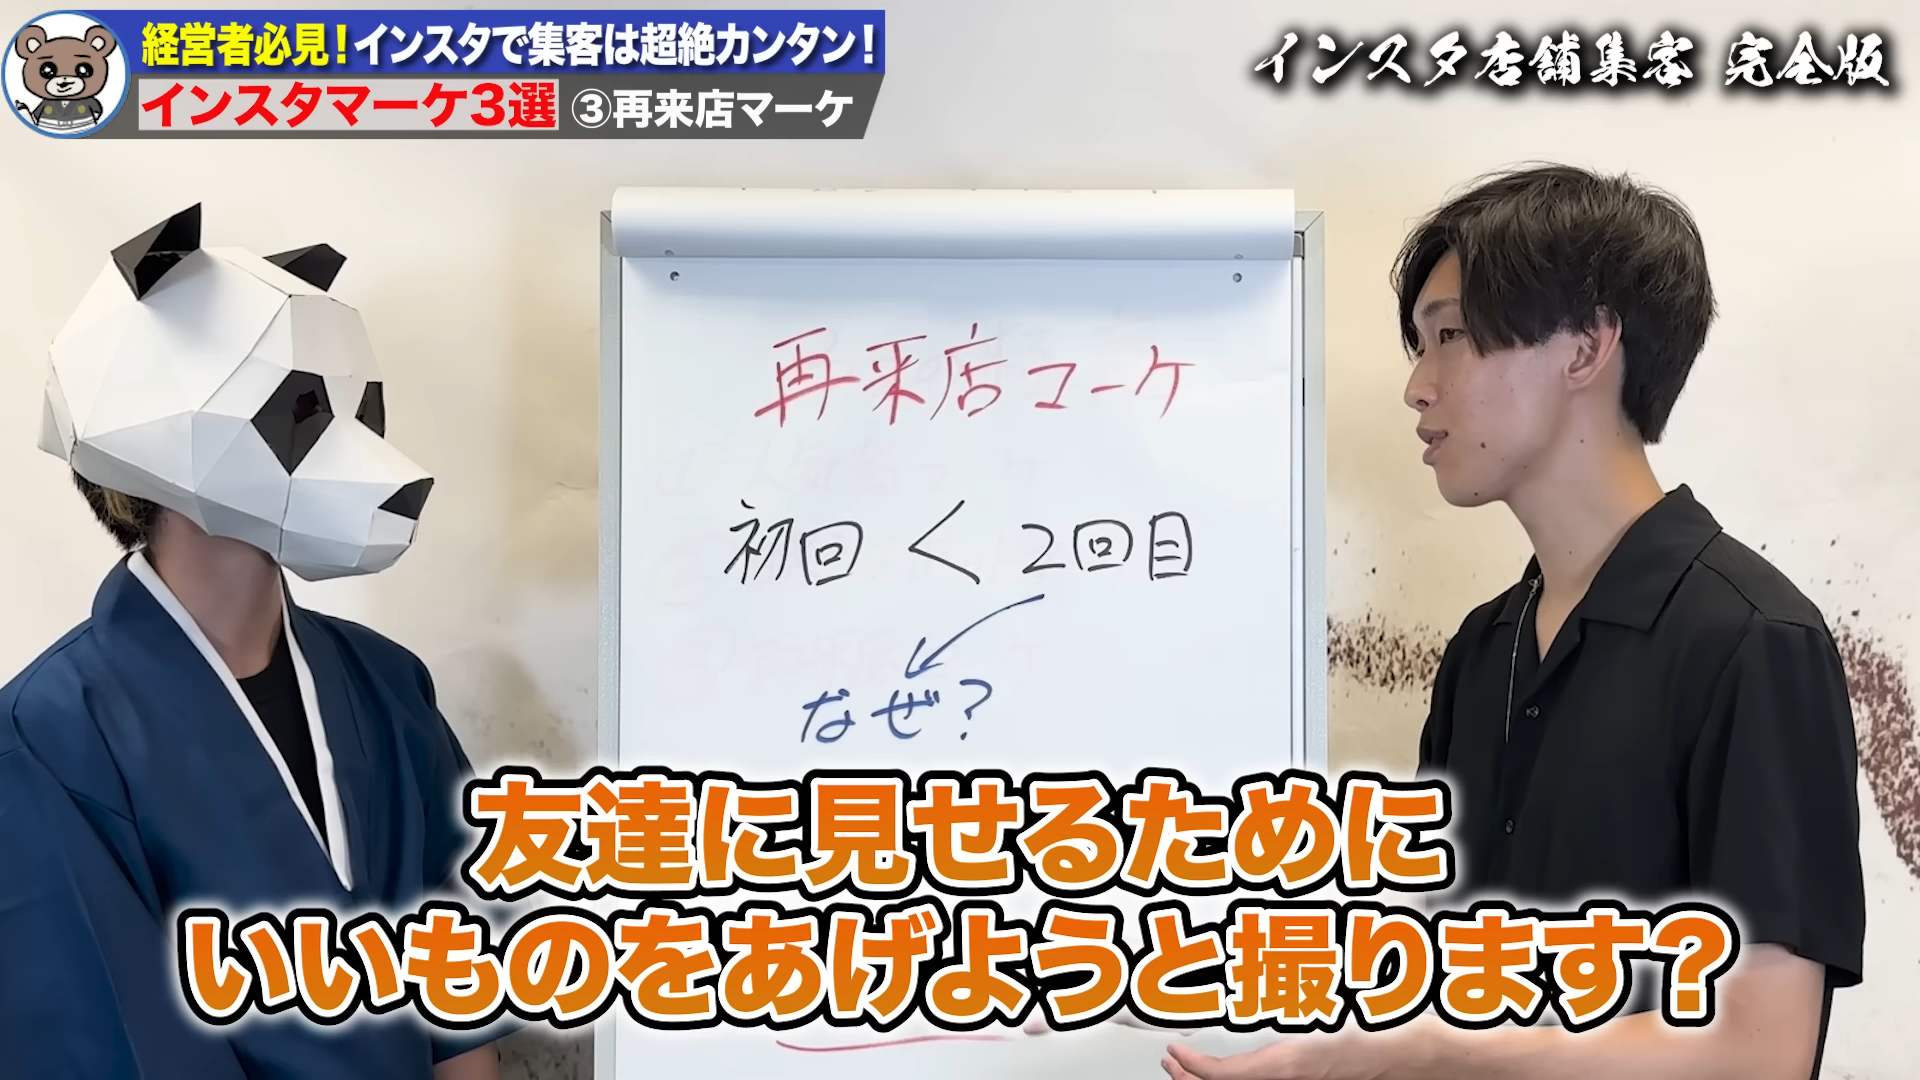 経営者必見！インスタで集客は超絶カンタン！
インスタマーケ3選 ③再来店マーケ
インスタ店舗集客 完全版
再来店マーケ
初回 < 2回目
なぜ？
友達に見せるために
いいものをあげようと撮ります？